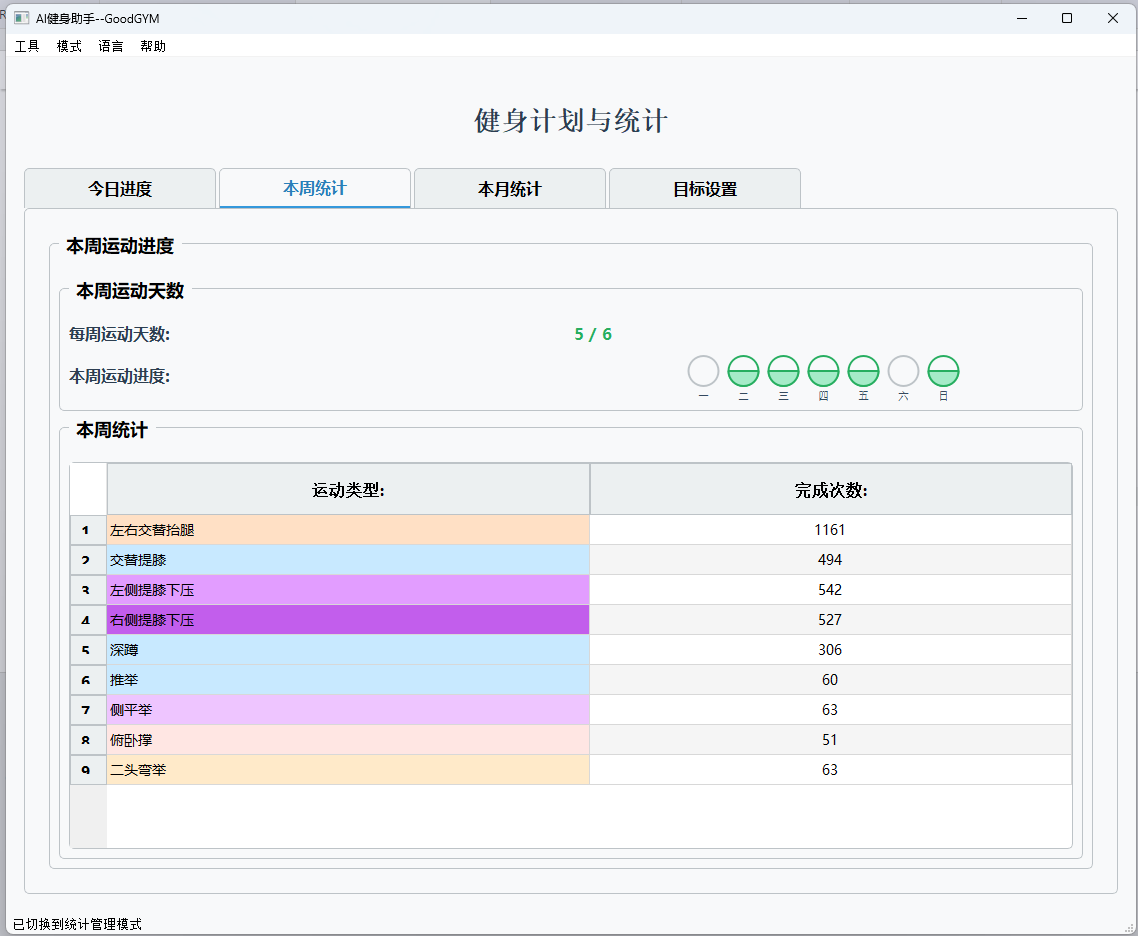 AI健身助手--GoodGYM
工具 模式 语言 帮助
健身计划与统计
今日进度 本周统计 本月统计 目标设置
本周运动进度
本周运动天数
每周运动天数: 5 / 6
本周运动进度:
一 二 三 四 五 六 日
本周统计
运动类型: 完成次数:
1 左右交替抬腿 1161
2 交替提膝 494
3 左侧提膝下压 542
4 右侧提膝下压 527
5 深蹲 306
6 推举 60
7 侧平举 63
8 俯卧撑 51
9 二头弯举 63
已切换到统计管理模式